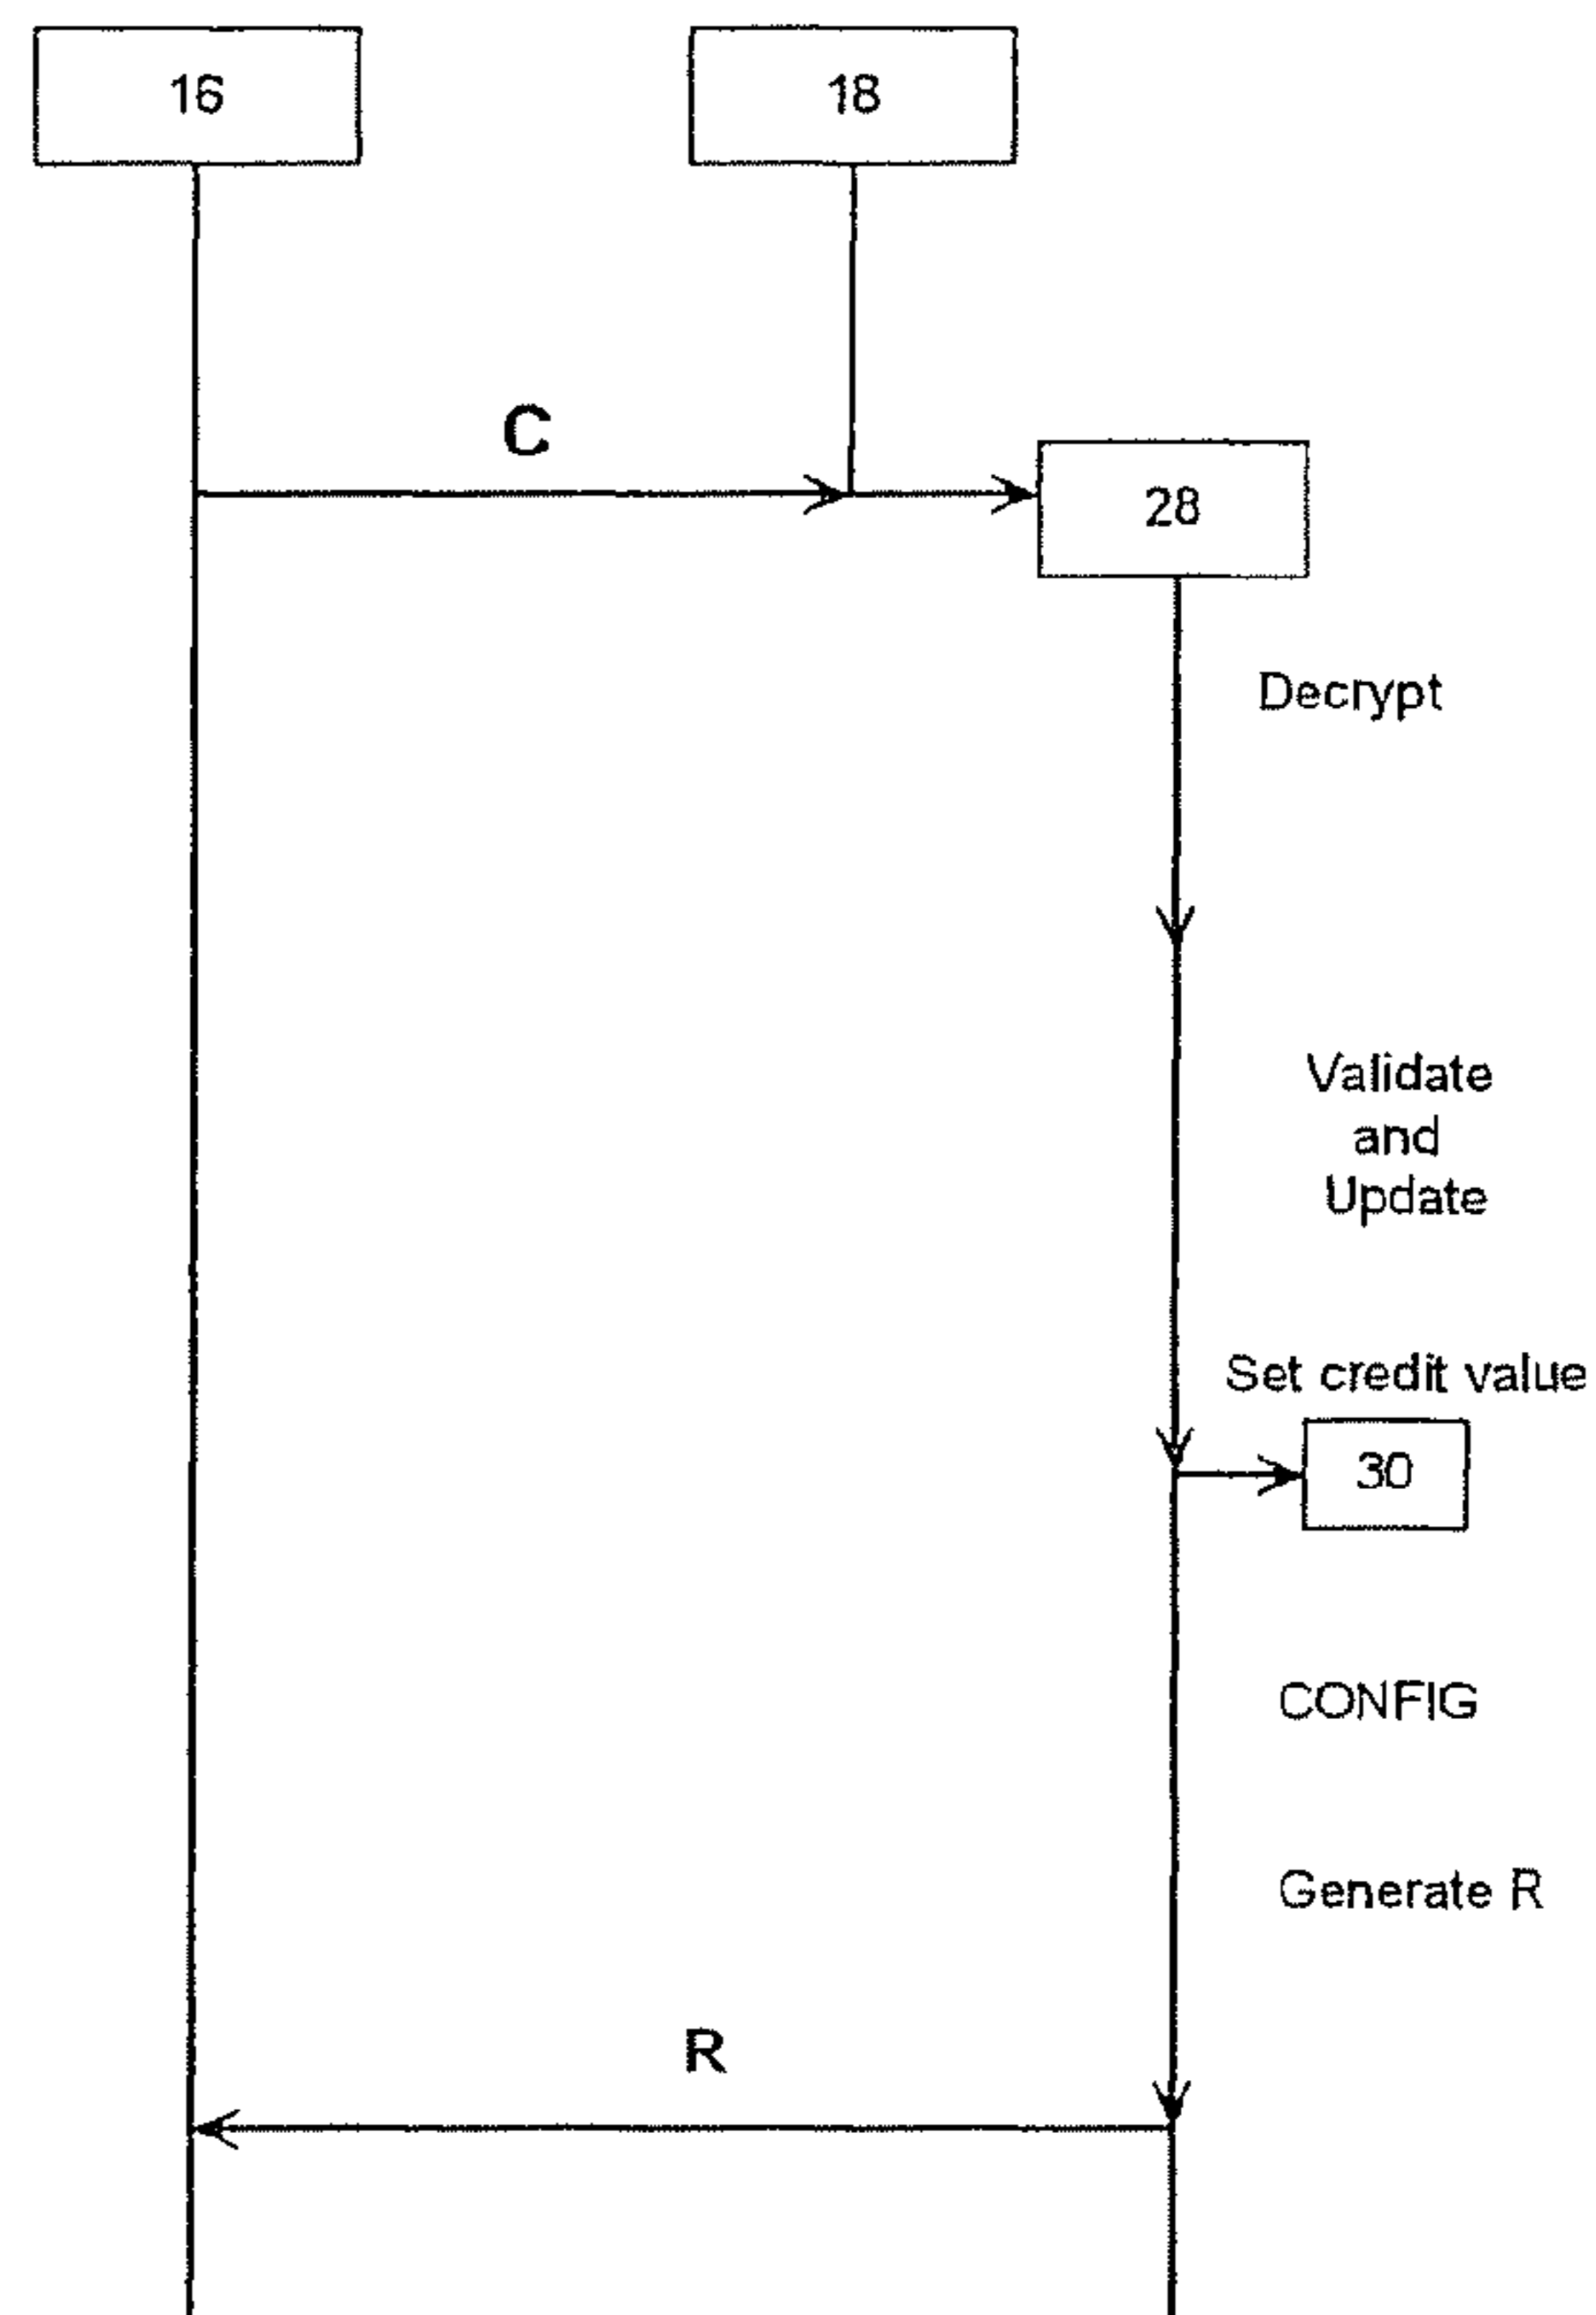 16
18
C
28
Decrypt
Validate
and
Update
Set credit value
30
CONFIG
Generate R
R